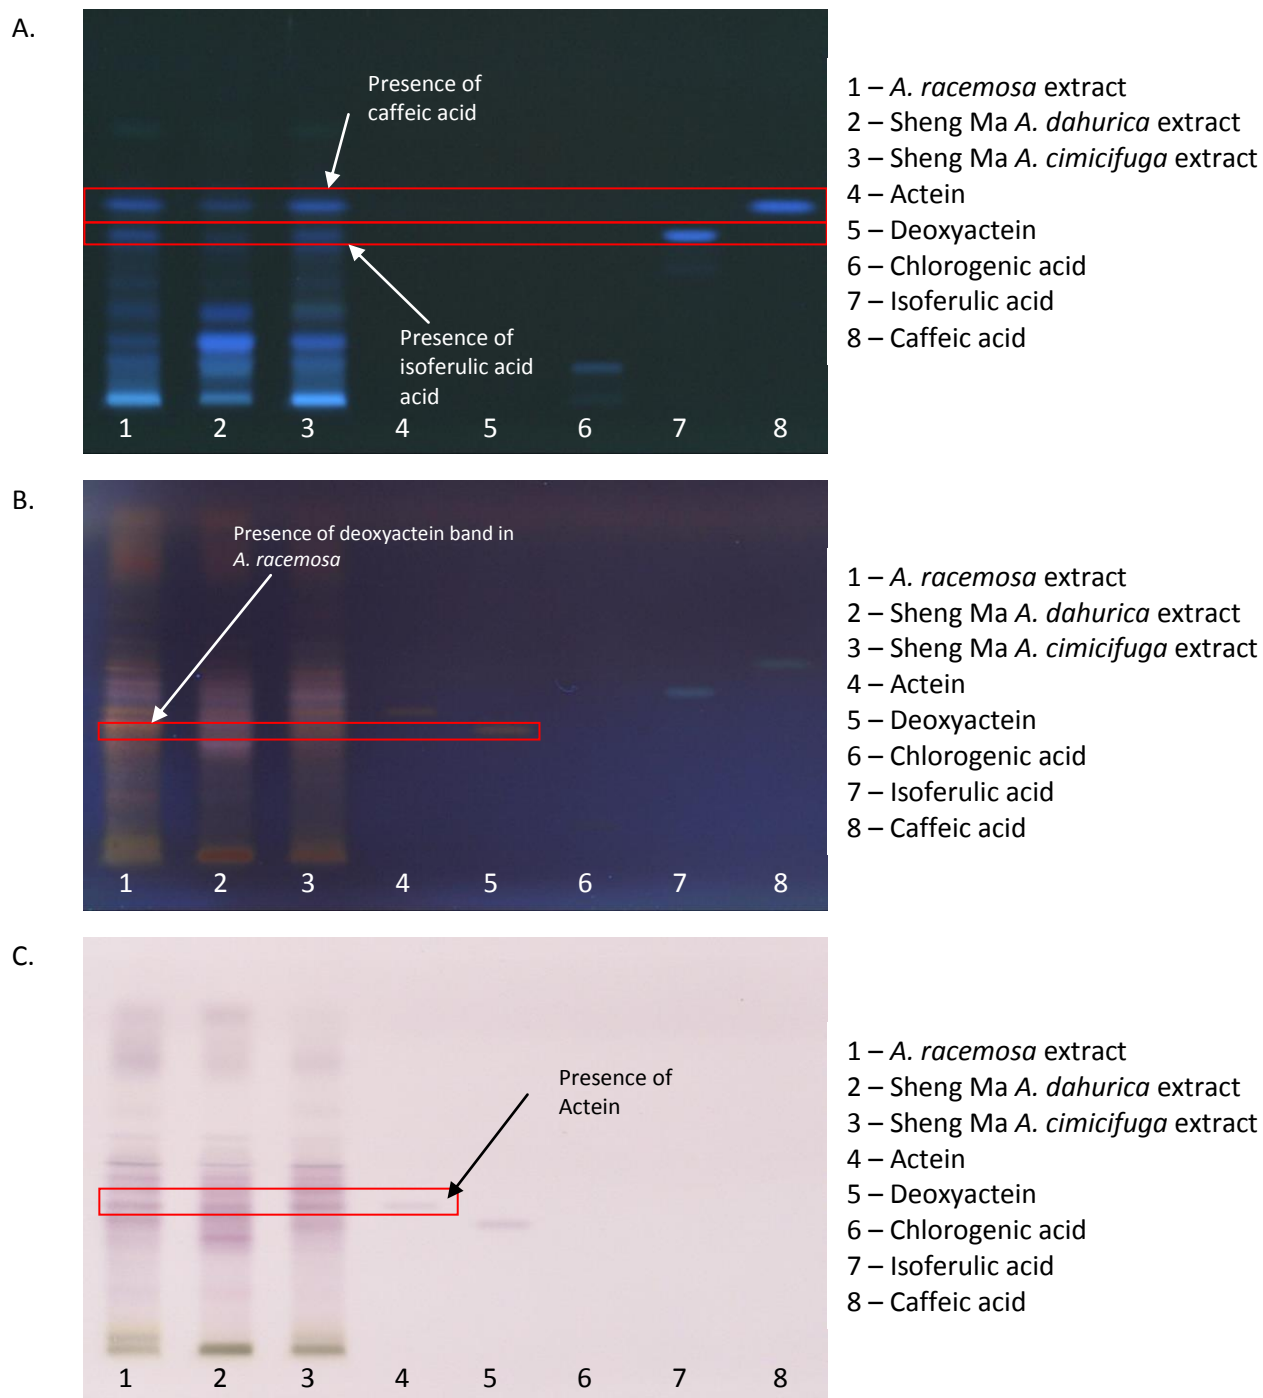 A.
Presence of
caffeic acid
Presence of
isoferulic acid
acid
1 2 3 4 5 6 7 8
1 – A. racemosa extract
2 – Sheng Ma A. dahurica extract
3 – Sheng Ma A. cimicifuga extract
4 – Actein
5 – Deoxyactein
6 – Chlorogenic acid
7 – Isoferulic acid
8 – Caffeic acid
B.
Presence of deoxyactein band in
A. racemosa
1 2 3 4 5 6 7 8
1 – A. racemosa extract
2 – Sheng Ma A. dahurica extract
3 – Sheng Ma A. cimicifuga extract
4 – Actein
5 – Deoxyactein
6 – Chlorogenic acid
7 – Isoferulic acid
8 – Caffeic acid
C.
Presence of
Actein
1 2 3 4 5 6 7 8
1 – A. racemosa extract
2 – Sheng Ma A. dahurica extract
3 – Sheng Ma A. cimicifuga extract
4 – Actein
5 – Deoxyactein
6 – Chlorogenic acid
7 – Isoferulic acid
8 – Caffeic acid